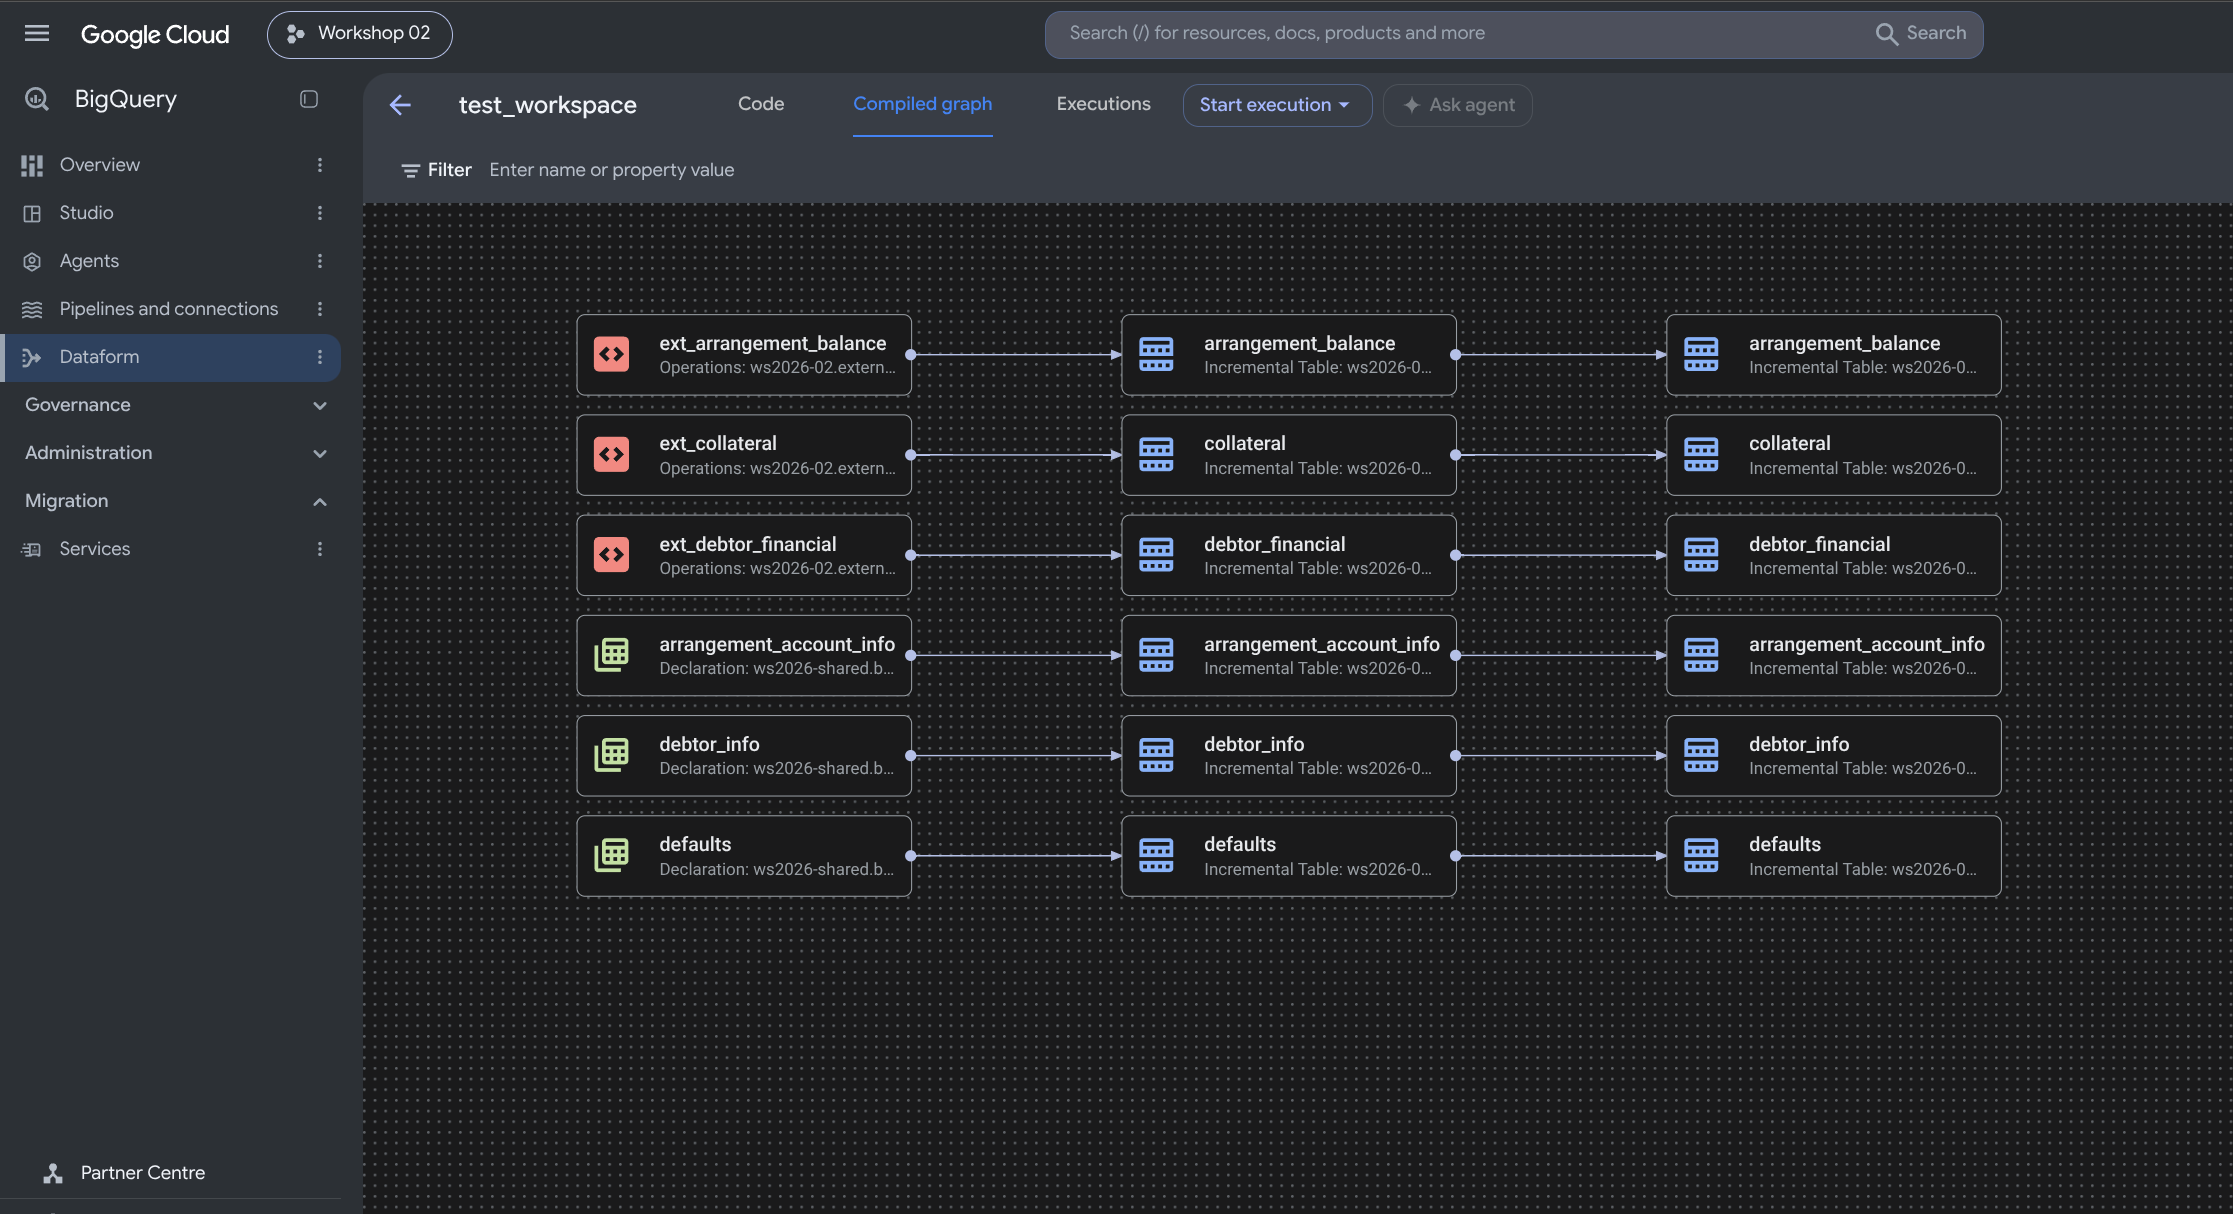 Google Cloud
Workshop 02
Search (/) for resources, docs, products and more
Search
BigQuery
Overview
Studio
Agents
Pipelines and connections
Dataform
Governance
Administration
Migration
Services
Partner Centre
test_workspace
Code
Compiled graph
Executions
Start execution
Ask agent
Filter
Enter name or property value
ext_arrangement_balance
Operations: ws2026-02.extern...
arrangement_balance
Incremental Table: ws2026-0...
arrangement_balance
Incremental Table: ws2026-0...
ext_collateral
Operations: ws2026-02.extern...
collateral
Incremental Table: ws2026-0...
collateral
Incremental Table: ws2026-0...
ext_debtor_financial
Operations: ws2026-02.extern...
debtor_financial
Incremental Table: ws2026-0...
debtor_financial
Incremental Table: ws2026-0...
arrangement_account_info
Declaration: ws2026-shared.b...
arrangement_account_info
Incremental Table: ws2026-0...
arrangement_account_info
Incremental Table: ws2026-0...
debtor_info
Declaration: ws2026-shared.b...
debtor_info
Incremental Table: ws2026-0...
debtor_info
Incremental Table: ws2026-0...
defaults
Declaration: ws2026-shared.b...
defaults
Incremental Table: ws2026-0...
defaults
Incremental Table: ws2026-0...